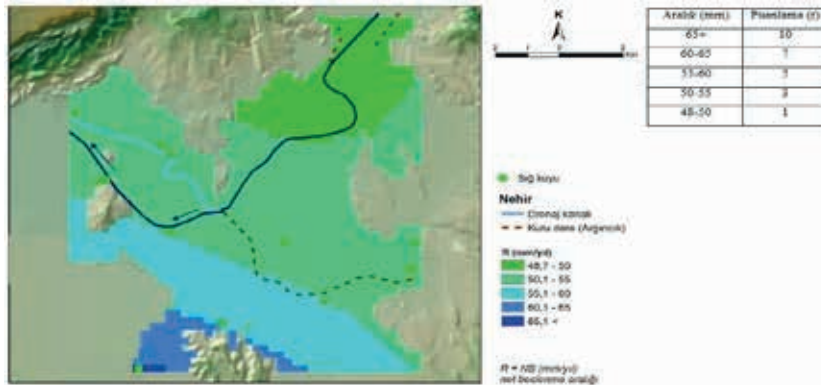 K
km
Aralık (mm) Puanlama (r)
65+ 10
60-65 7
55-60 5
50-55 3
48-50 1
Sığ kuyu
Nehir
Drenaj kanalı
Kuru dere (Avgıncık)
R (mm/yıl)
48,7 - 50
50,1 - 55
55,1 - 60
60,1 - 65
65,1 <
R = NB (mm/yıl)
net beslenme aralığı